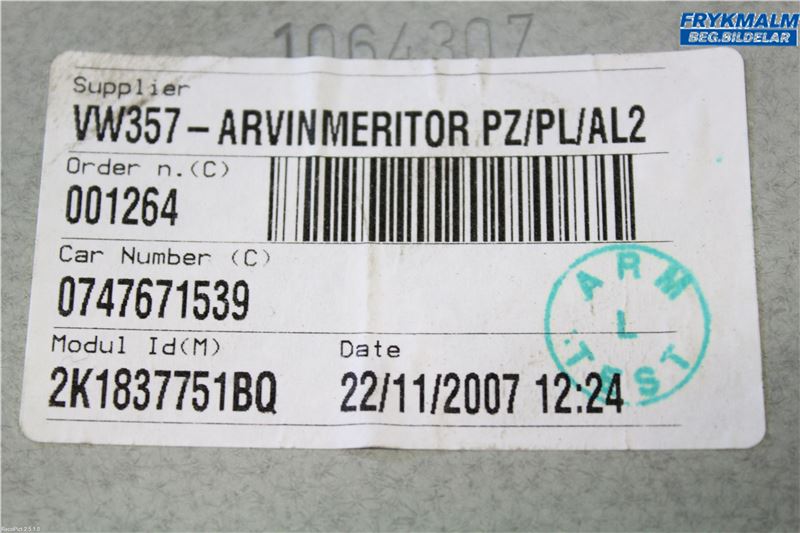 FRYKMALM
BEG.BILDELAR
1064307
Supplier
VW357-ARVINMERITOR PZ/PL/AL2
Order n.(C)
001264
Car Number (C)
0747671539
ARM
L
TEST
Modul Id(M) Date
2K1837751BQ 22/11/2007 12:24